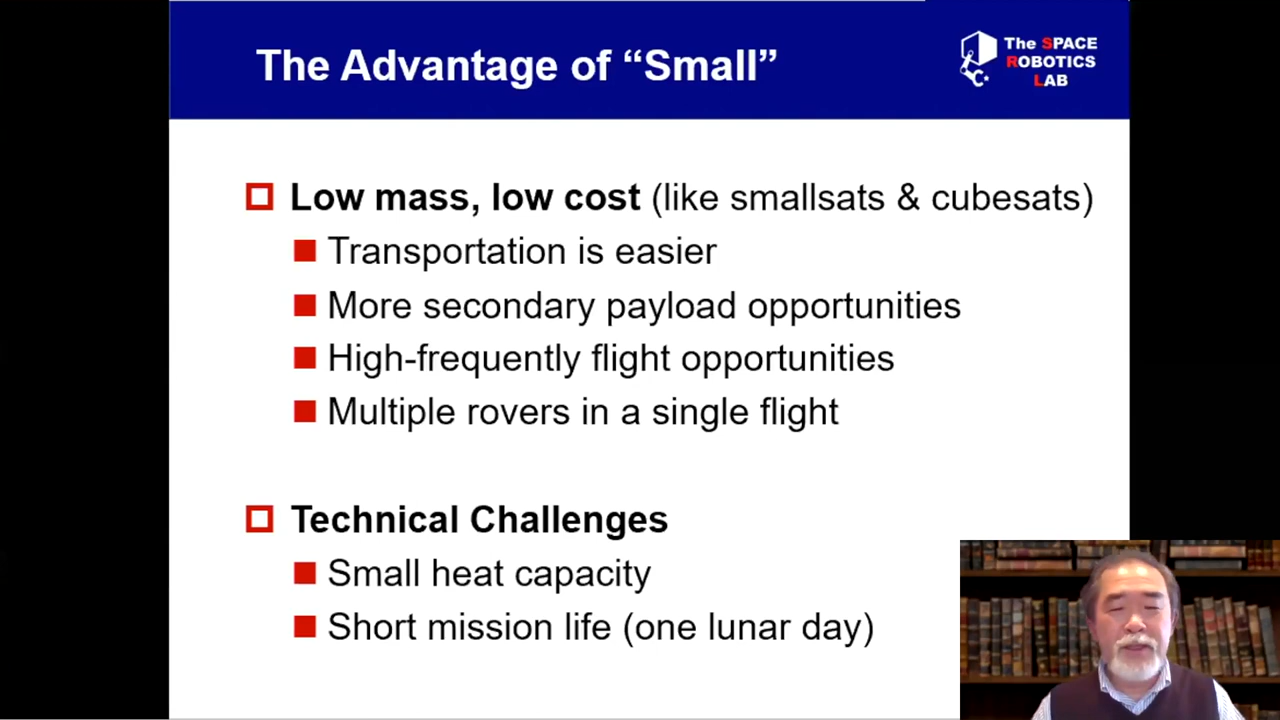 The Advantage of “Small”
The SPACE
ROBOTICS
LAB
Low mass, low cost (like smallsats & cubesats)
Transportation is easier
More secondary payload opportunities
High-frequently flight opportunities
Multiple rovers in a single flight
Technical Challenges
Small heat capacity
Short mission life (one lunar day)